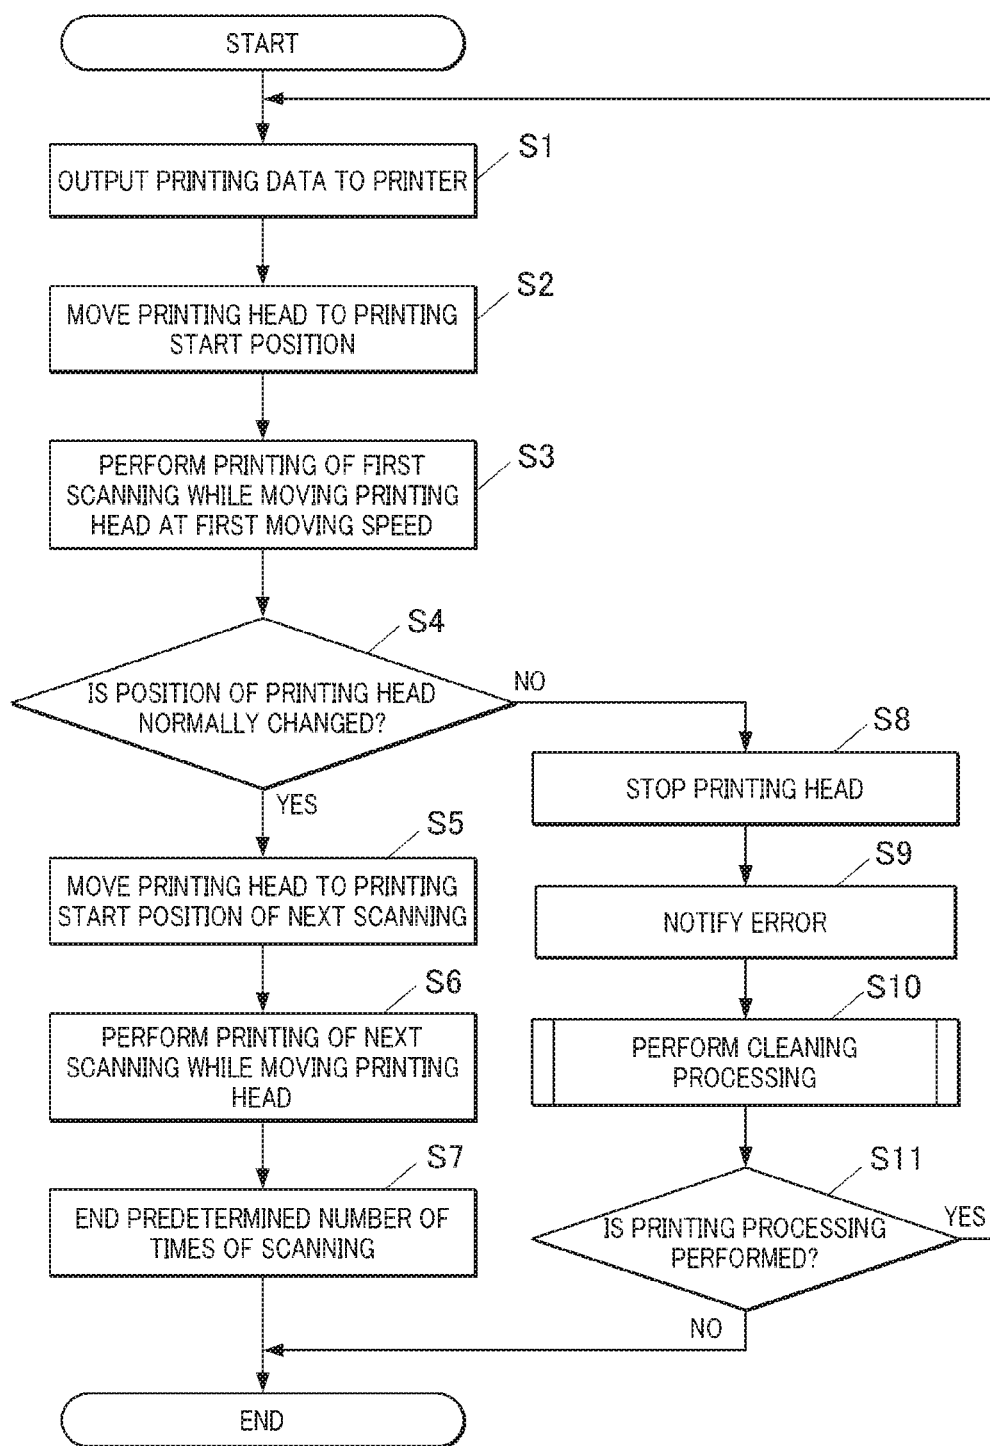 START
S1
OUTPUT PRINTING DATA TO PRINTER
S2
MOVE PRINTING HEAD TO PRINTING
START POSITION
S3
PERFORM PRINTING OF FIRST
SCANNING WHILE MOVING PRINTING
HEAD AT FIRST MOVING SPEED
S4
IS POSITION OF PRINTING HEAD
NORMALLY CHANGED?
NO
YES
S5
MOVE PRINTING HEAD TO PRINTING
START POSITION OF NEXT SCANNING
S6
PERFORM PRINTING OF NEXT
SCANNING WHILE MOVING PRINTING
HEAD
S7
END PREDETERMINED NUMBER OF
TIMES OF SCANNING
S8
STOP PRINTING HEAD
S9
NOTIFY ERROR
S10
PERFORM CLEANING
PROCESSING
S11
IS PRINTING PROCESSING
PERFORMED?
YES
NO
END